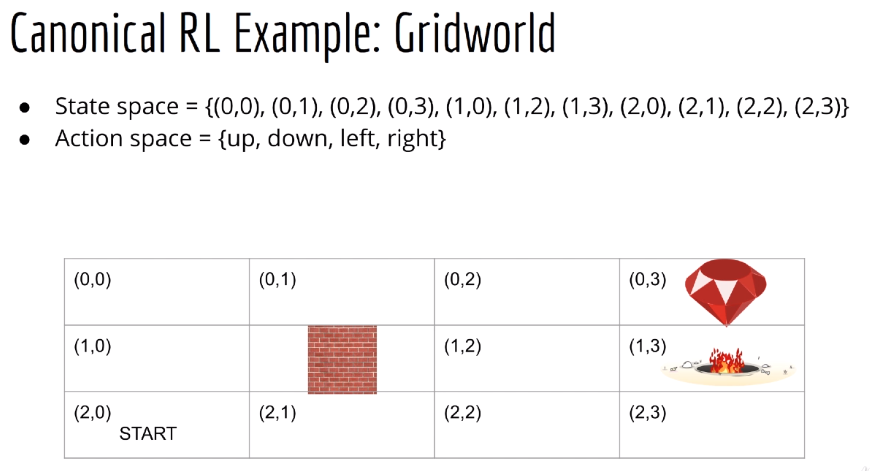 Canonical RL Example: Gridworld
● State space = {(0,0), (0,1), (0,2), (0,3), (1,0), (1,2), (1,3), (2,0), (2,1), (2,2), (2,3)}
● Action space = {up, down, left, right}
(0,0) (0,1) (0,2) (0,3)
(1,0) (1,2) (1,3)
(2,0) (2,1) (2,2) (2,3)
START